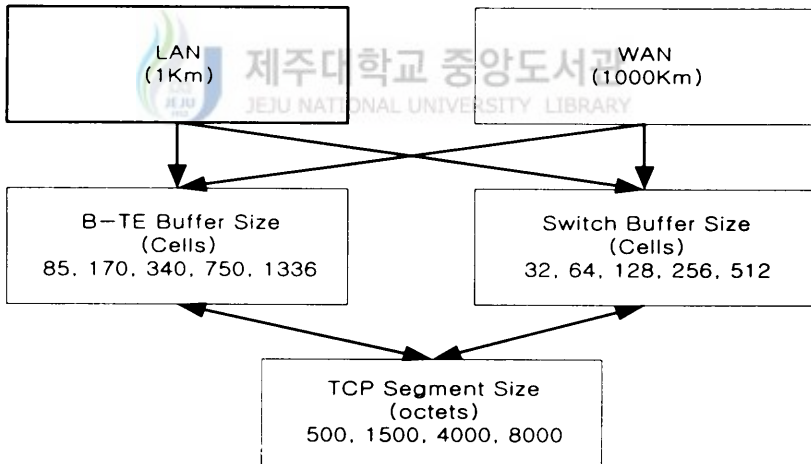 LAN
(1Km)
WAN
(1000Km)
제주대학교 중앙도서관
JEJU NATIONAL UNIVERSITY LIBRARY
JEJU
B-TE Buffer Size
(Cells)
85, 170, 340, 750, 1336
Switch Buffer Size
(Cells)
32, 64, 128, 256, 512
TCP Segment Size
(octets)
500, 1500, 4000, 8000